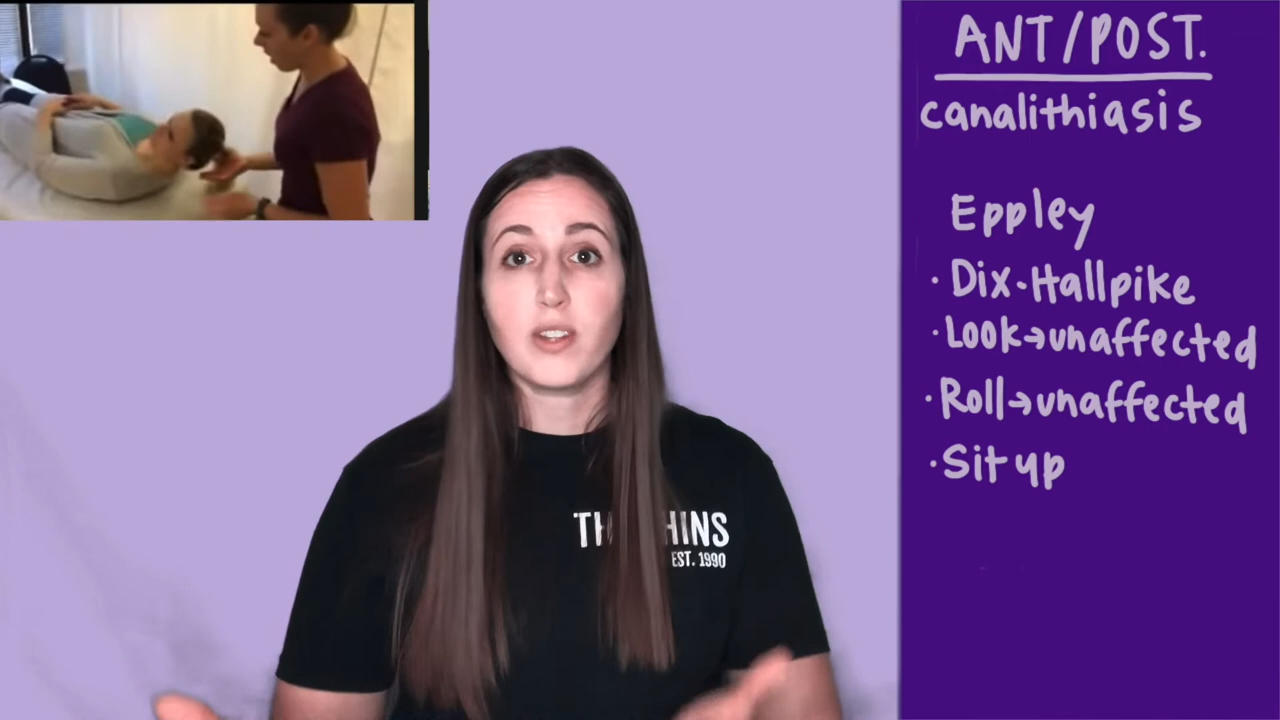 ANT/POST.
canalithiasis
Eppley
· Dix-Hallpike
· Look→unaffected
· Roll→unaffected
· Sit up
EST. 1990